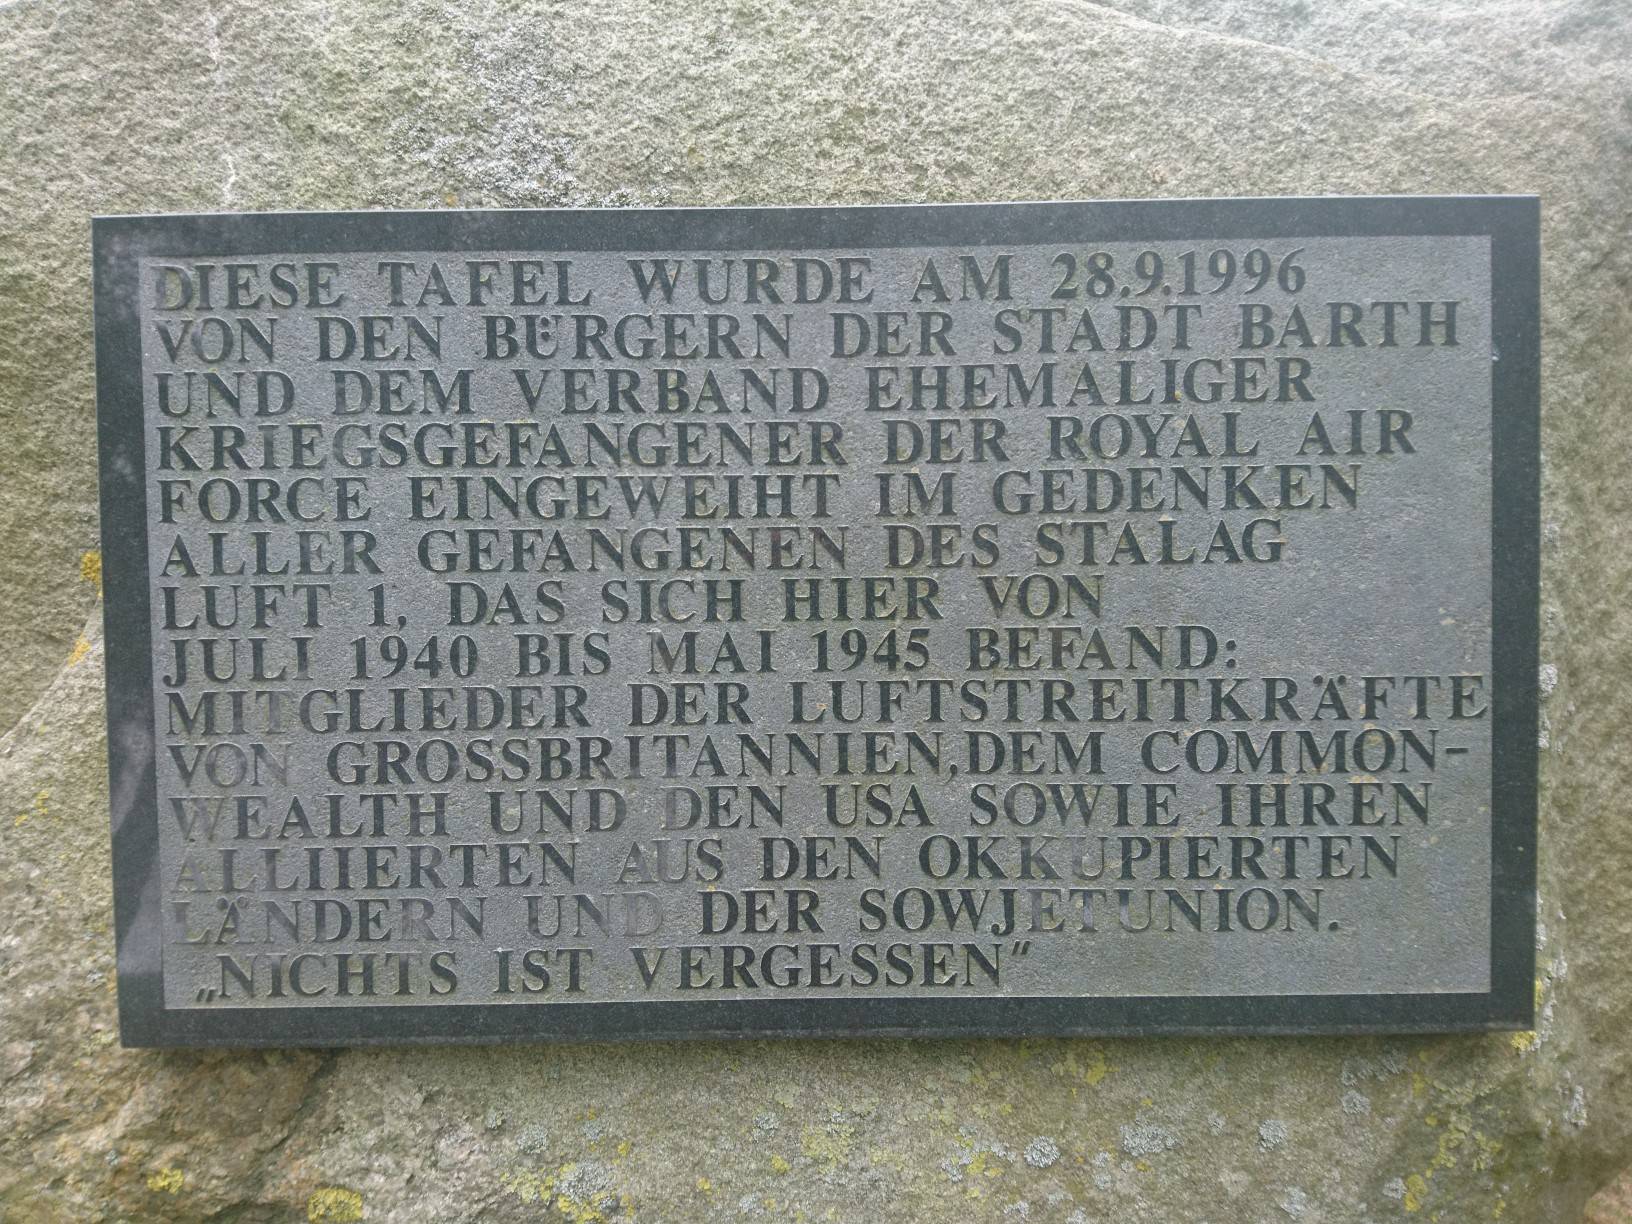 DIESE TAFEL WURDE AM 28.9.1996
VON DEN BÜRGERN DER STADT BARTH
UND DEM VERBAND EHEMALIGER
KRIEGSGEFANGENER DER ROYAL AIR
FORCE EINGEWEIHT IM GEDENKEN
ALLER GEFANGENEN DES STALAG
LUFT 1, DAS SICH HIER VON
JULI 1940 BIS MAI 1945 BEFAND:
MITGLIEDER DER LUFTSTREITKRÄFTE
VON GROSSBRITANNIEN, DEM COMMON-
WEALTH UND DEN USA SOWIE IHREN
ALLIIERTEN AUS DEN OKKUPIERTEN
LÄNDERN UND DER SOWJETUNION.
„NICHTS IST VERGESSEN”